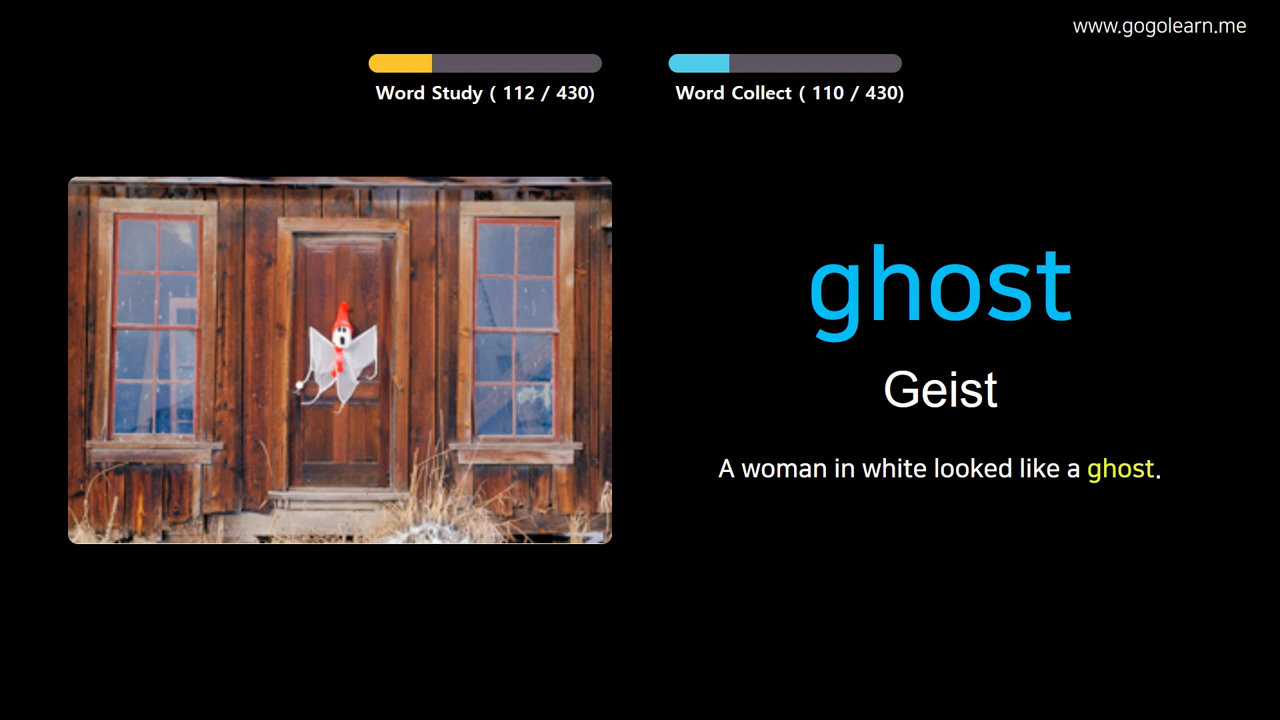 www.gogolearn.me
Word Study ( 112 / 430)
Word Collect ( 110 / 430)
ghost
Geist
A woman in white looked like a ghost.